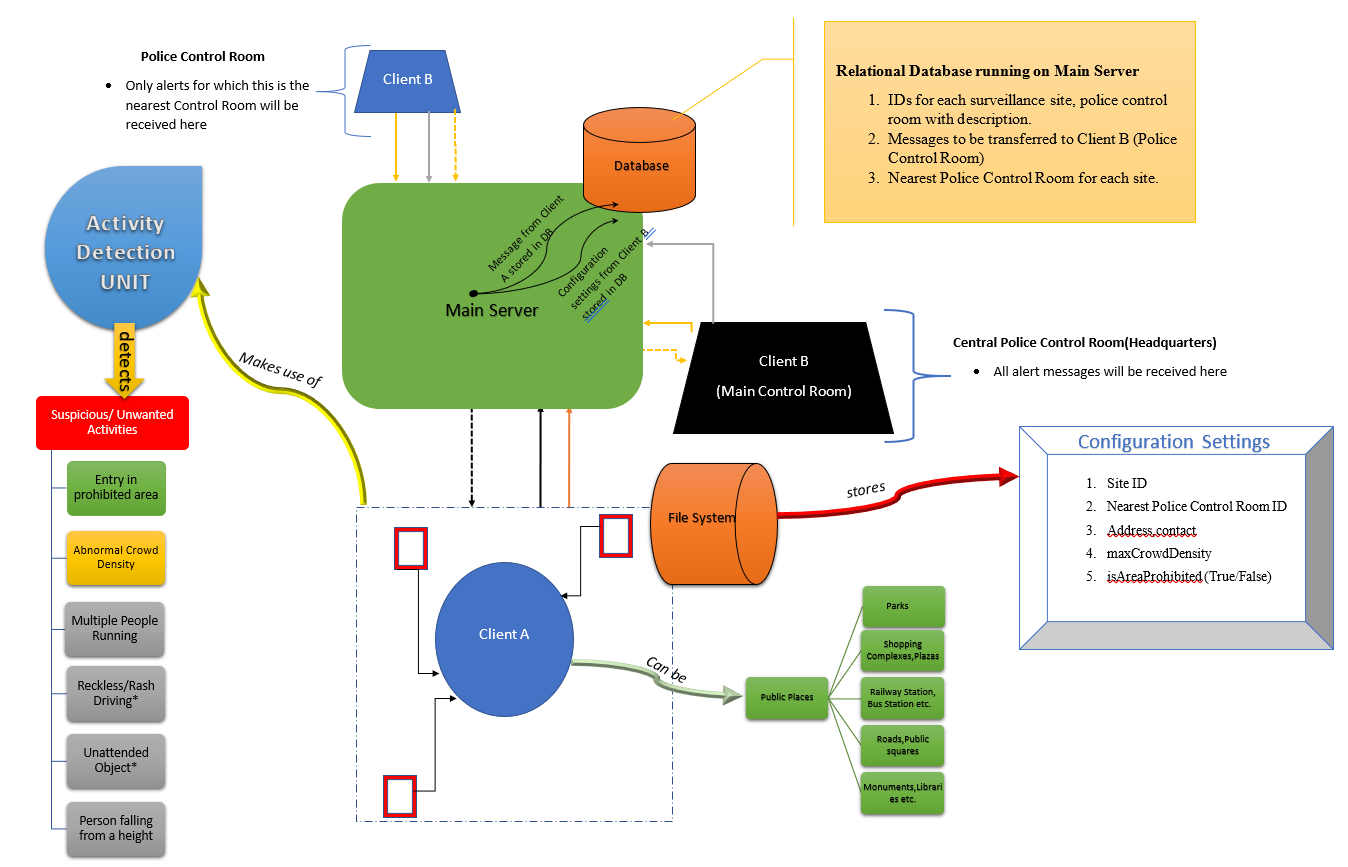 Police Control Room
• Only alerts for which this is the
nearest Control Room will be
received here
Client B
Database
Relational Database running on Main Server
1. IDs for each surveillance site, police control
room with description.
2. Messages to be transferred to Client B (Police
Control Room)
3. Nearest Police Control Room for each site.
Activity
Detection
UNIT
detects
Suspicious/ Unwanted
Activities
Entry in
prohibited area
Abnormal Crowd
Density
Multiple People
Running
Reckless/Rash
Driving*
Unattended
Object*
Person falling
from a height
Makes use of
Message from Client
A stored in DB
Configuration
settings from Client B
stored in DB
Main Server
Client B
(Main Control Room)
Central Police Control Room(Headquarters)
• All alert messages will be received here
File System
stores
Configuration Settings
1. Site ID
2. Nearest Police Control Room ID
3. Address,contact
4. maxCrowdDensity
5. isAreaProhibited (True/False)
Client A
Can be
Public Places
Parks
Shopping
Complexes,Plazas
Railway Station,
Bus Station etc.
Roads,Public
squares
Monuments,Librari
es etc.